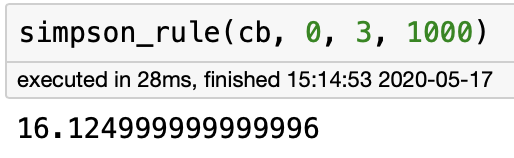 simpson_rule(cb, 0, 3, 1000)
executed in 28ms, finished 15:14:53 2020-05-17
16.124999999999996